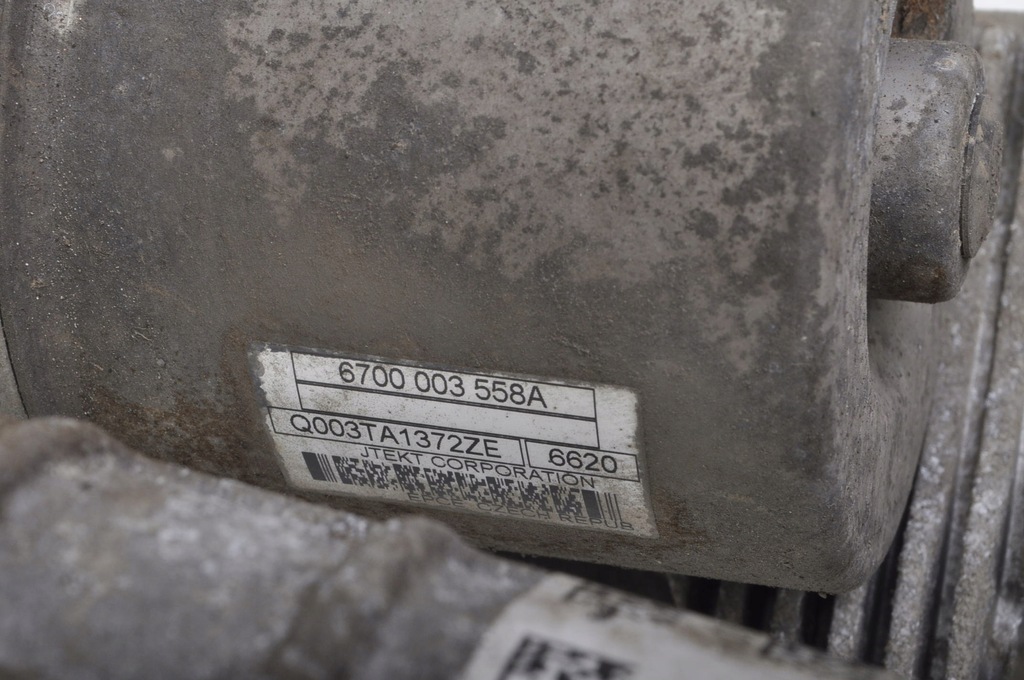 6700 003 558A
Q003TA1372ZE 6620
JTEKT CORPORATION